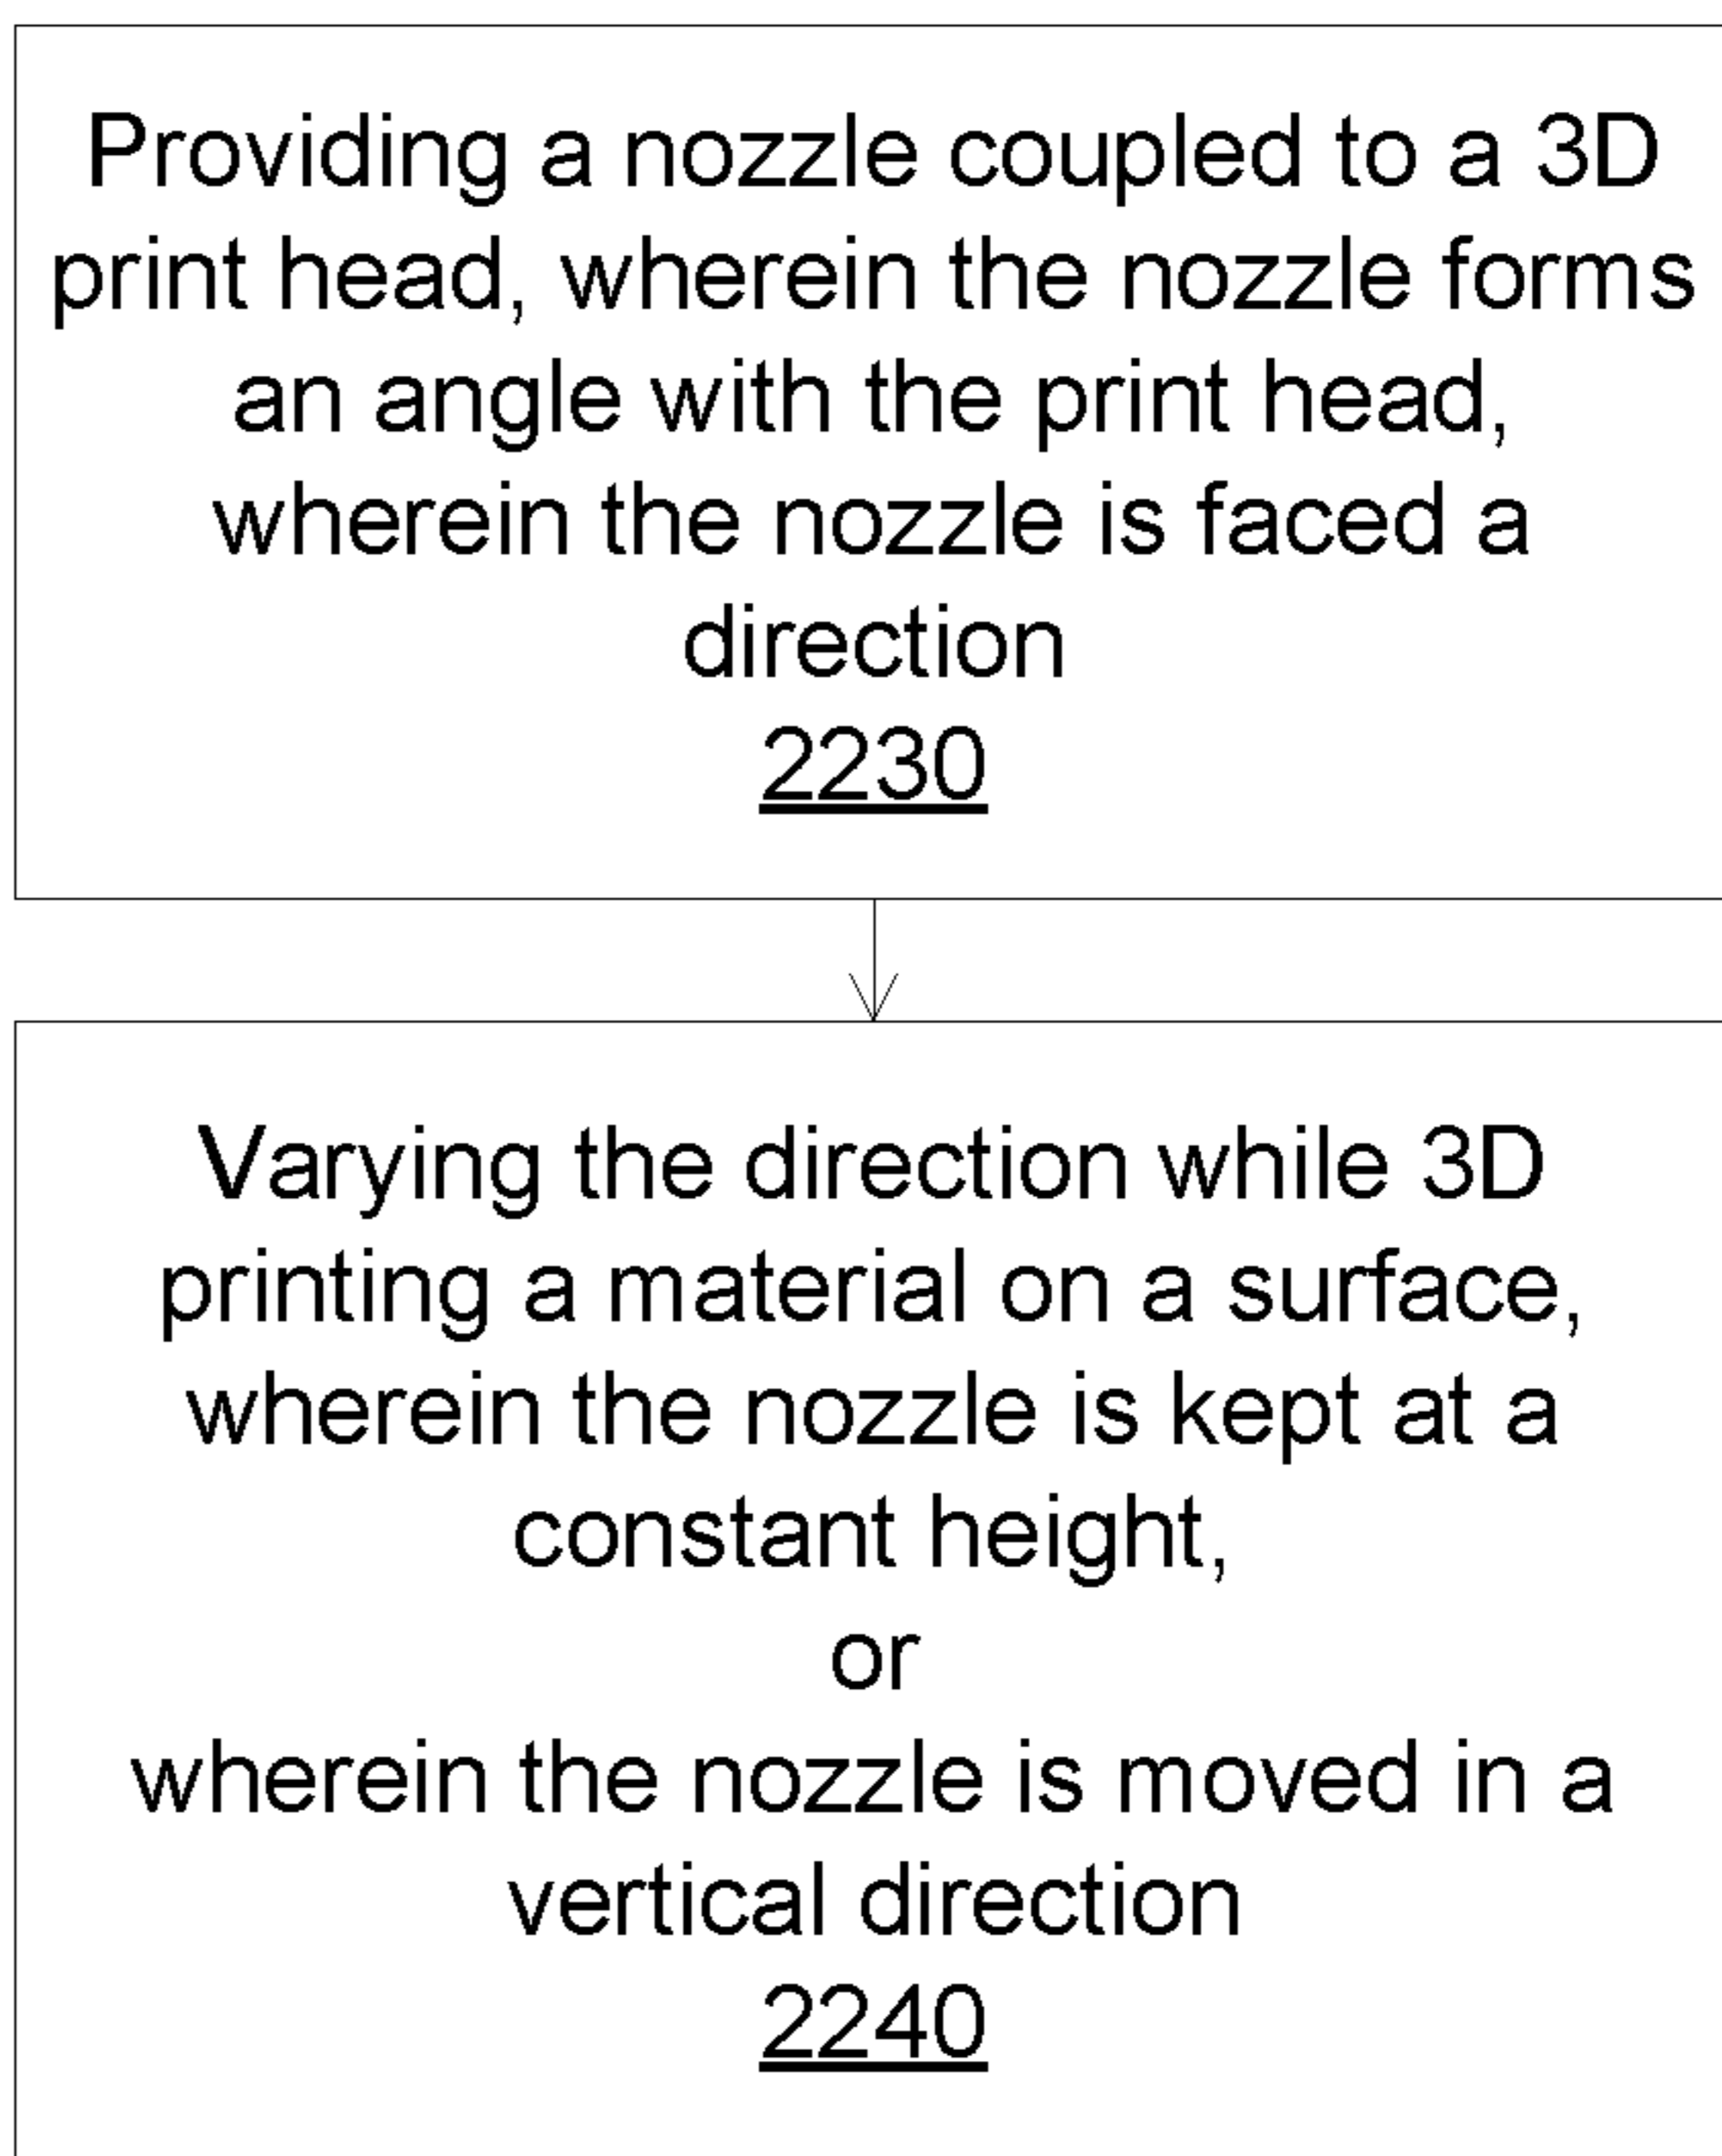 Providing a nozzle coupled to a 3D
print head, wherein the nozzle forms
an angle with the print head,
wherein the nozzle is faced a
direction
2230
Varying the direction while 3D
printing a material on a surface,
wherein the nozzle is kept at a
constant height,
or
wherein the nozzle is moved in a
vertical direction
2240